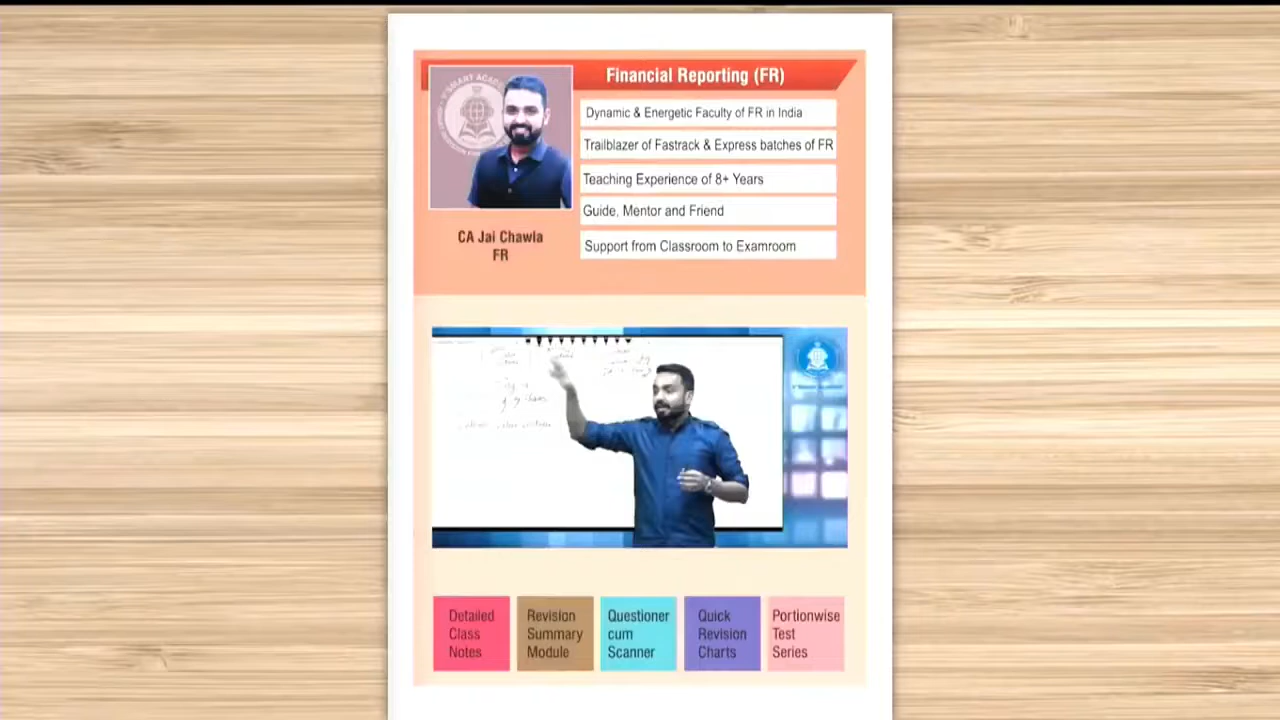 Financial Reporting (FR)
Dynamic & Energetic Faculty of FR in India
Trailblazer of Fastrack & Express batches of FR
Teaching Experience of 8+ Years
Guide, Mentor and Friend
Support from Classroom to Examroom
CA Jai Chawla
FR
Detailed
Class
Notes
Revision
Summary
Module
Questioner
cum
Scanner
Quick
Revision
Charts
Portionwise
Test
Series